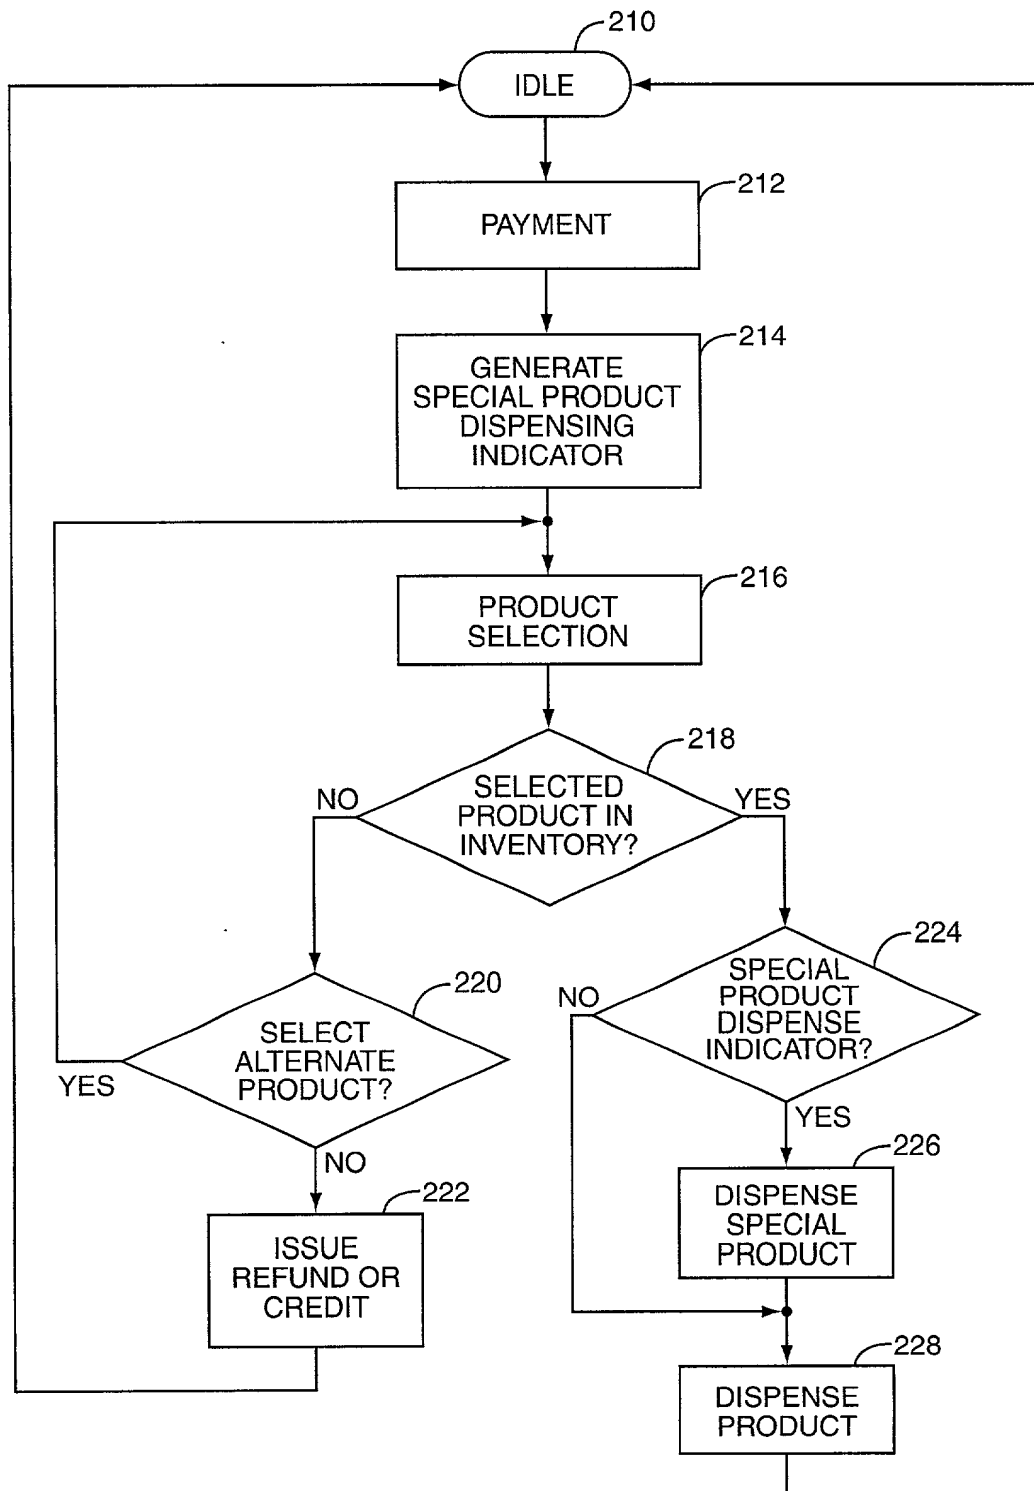 210
IDLE
212
PAYMENT
214
GENERATE
SPECIAL PRODUCT
DISPENSING
INDICATOR
216
PRODUCT
SELECTION
218
SELECTED
PRODUCT IN
INVENTORY?
NO
YES
220
SELECT
ALTERNATE
PRODUCT?
YES
NO
222
ISSUE
REFUND OR
CREDIT
224
SPECIAL
PRODUCT
DISPENSE
INDICATOR?
NO
YES
226
DISPENSE
SPECIAL
PRODUCT
228
DISPENSE
PRODUCT